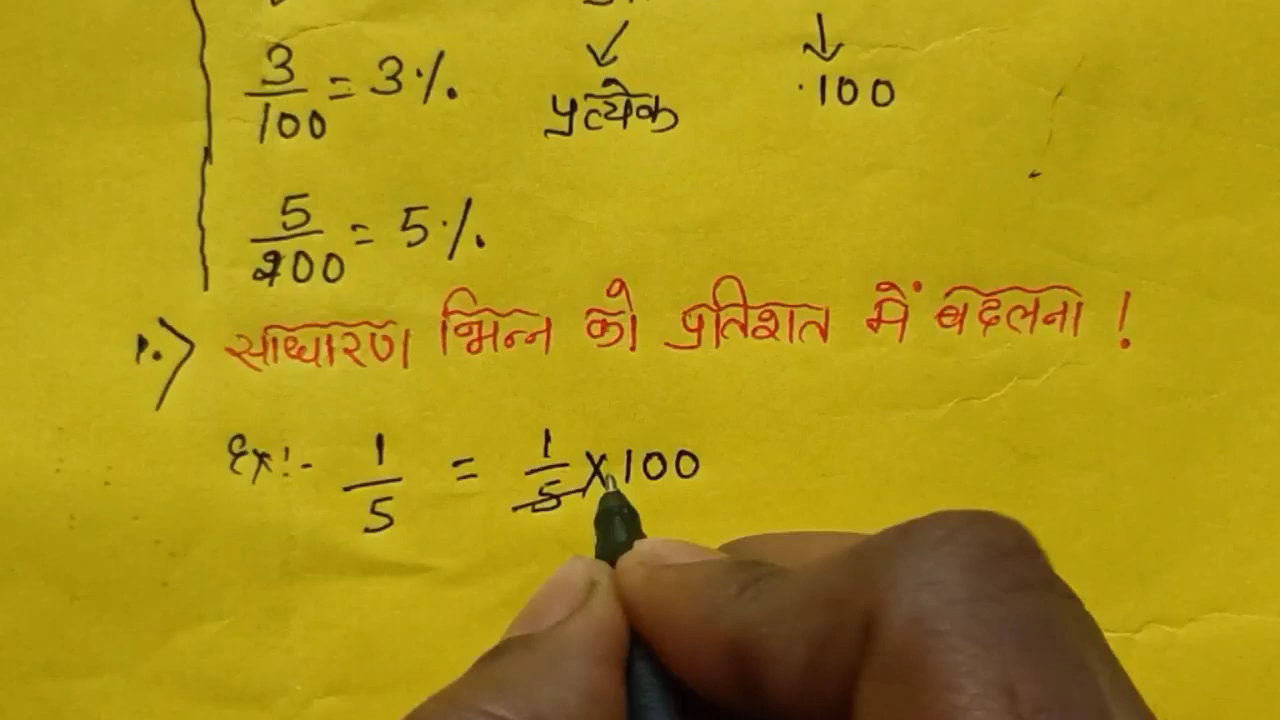 3/100 = 3%
प्रत्येक
100
5/100 = 5%
1.> साधारण भिन्न को प्रतिशत में बदलना !
Ex!- 1/5 = 1/5 × 100